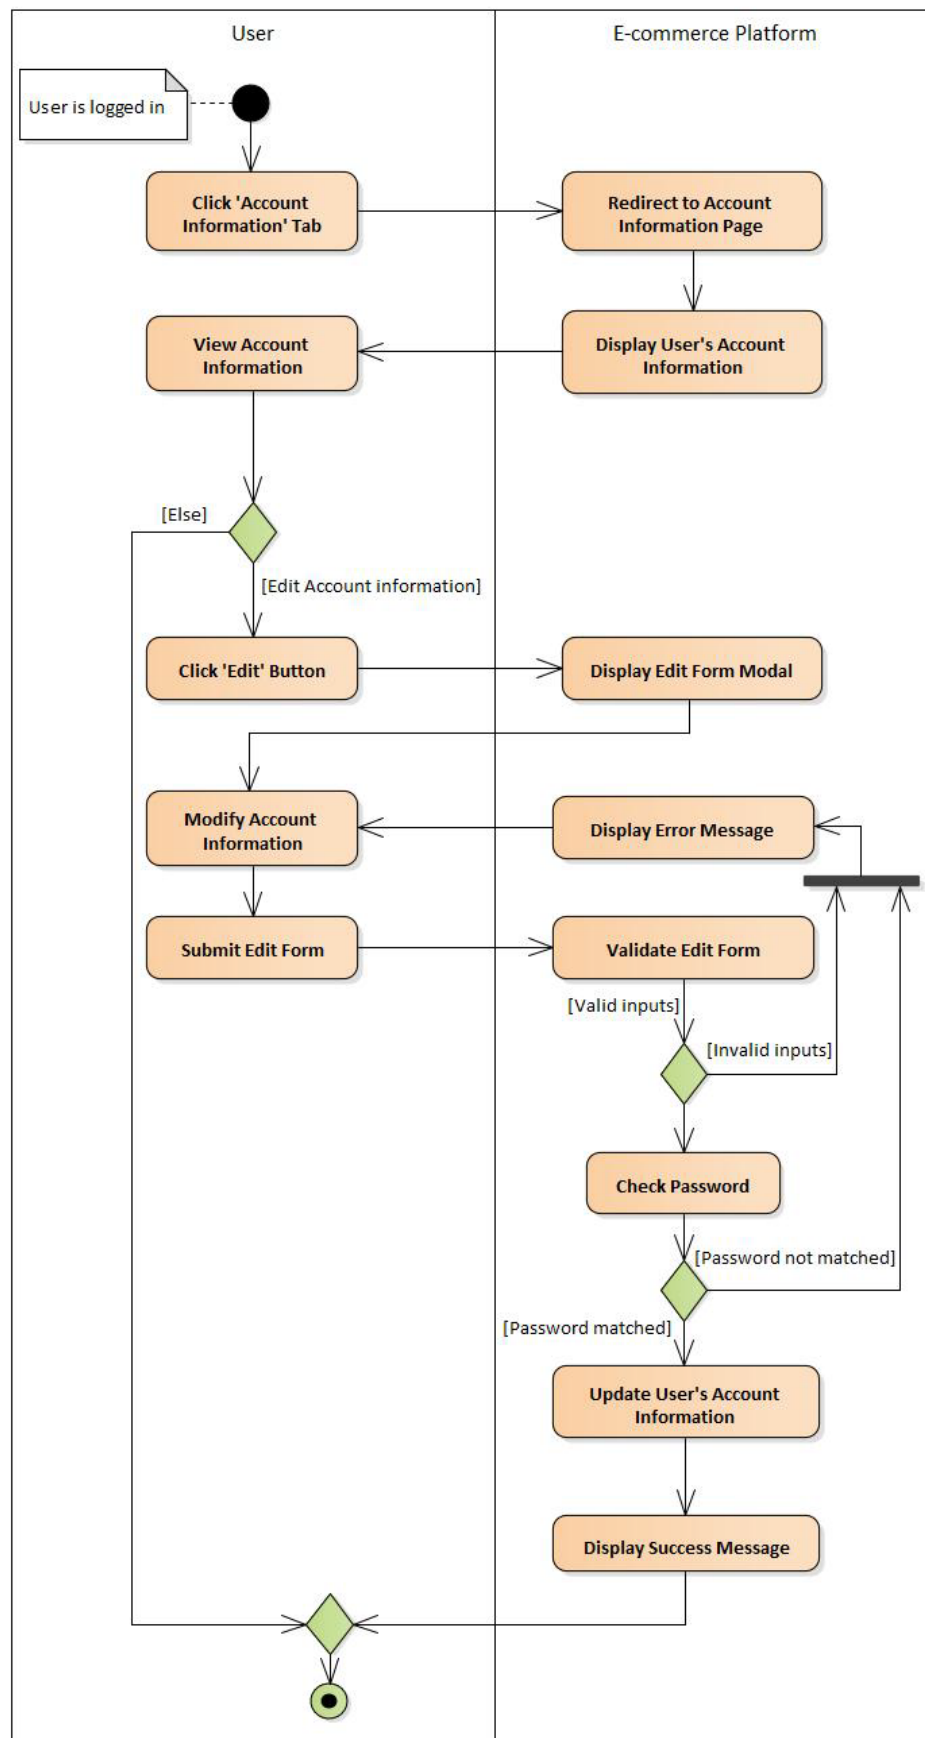 User
E-commerce Platform
User is logged in
Click 'Account
Information' Tab
Redirect to Account
Information Page
View Account
Information
Display User's Account
Information
[Else]
[Edit Account information]
Click 'Edit' Button
Display Edit Form Modal
Modify Account
Information
Display Error Message
Submit Edit Form
Validate Edit Form
[Valid inputs]
[Invalid inputs]
Check Password
[Password not matched]
[Password matched]
Update User's Account
Information
Display Success Message